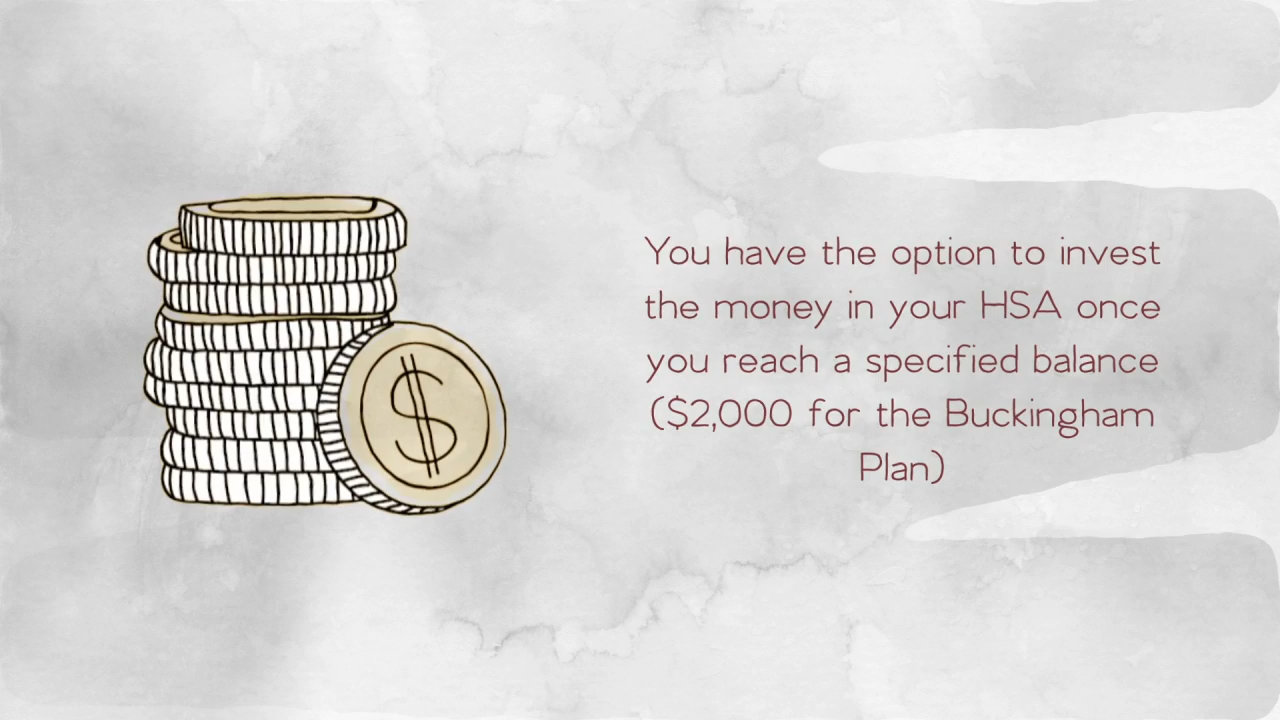 You have the option to invest
the money in your HSA once
you reach a specified balance
($2,000 for the Buckingham
Plan)
$